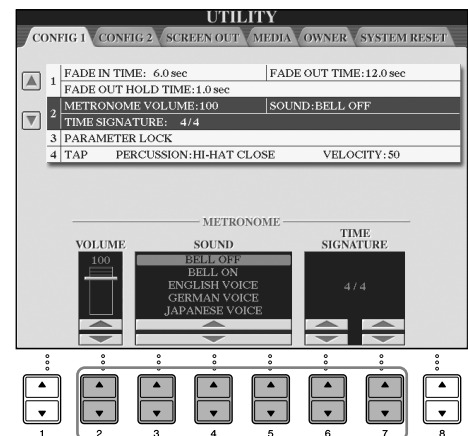 UTILITY
CONFIG 1 CONFIG 2 SCREEN OUT MEDIA OWNER SYSTEM RESET
1 FADE IN TIME: 6.0 sec FADE OUT TIME:12.0 sec
FADE OUT HOLD TIME:1.0 sec
2 METRONOME VOLUME:100 SOUND:BELL OFF
TIME SIGNATURE: 4/4
3 PARAMETER LOCK
4 TAP PERCUSSION:HI-HAT CLOSE VELOCITY:50
METRONOME
VOLUME SOUND TIME SIGNATURE
100
BELL OFF
BELL ON
ENGLISH VOICE
GERMAN VOICE
JAPANESE VOICE
4/4
1 2 3 4 5 6 7 8